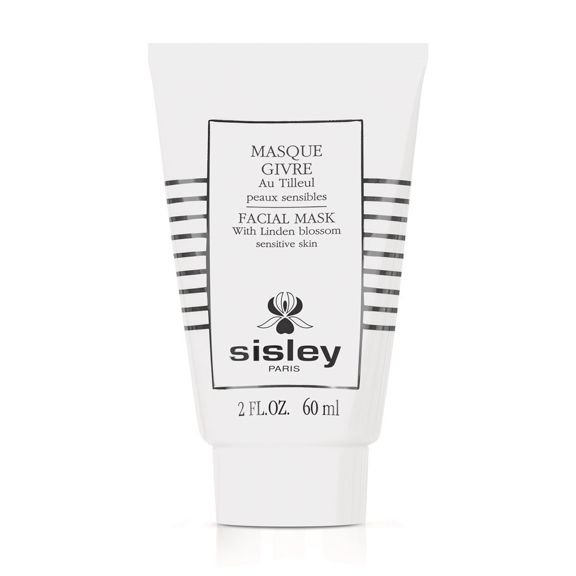 MASQUE
GIVRE
Au Tilleul
peaux sensibles
FACIAL MASK
With Linden blossom
sensitive skin
sisley
PARIS
2 FL.OZ. 60 ml